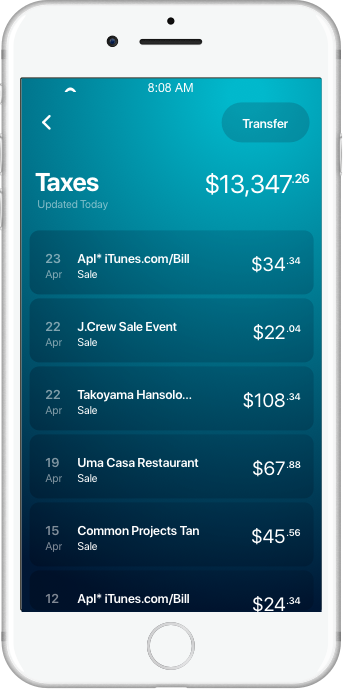 8:08 AM
Transfer
Taxes $13,347.26
Updated Today
23 Apl* iTunes.com/Bill $34.34
Apr Sale
22 J.Crew Sale Event $22.04
Apr Sale
22 Takoyama Hansolo... $108.34
Apr Sale
19 Uma Casa Restaurant $67.88
Apr Sale
15 Common Projects Tan $45.56
Apr Sale
12 Apl* iTunes.com/Bill $24.34